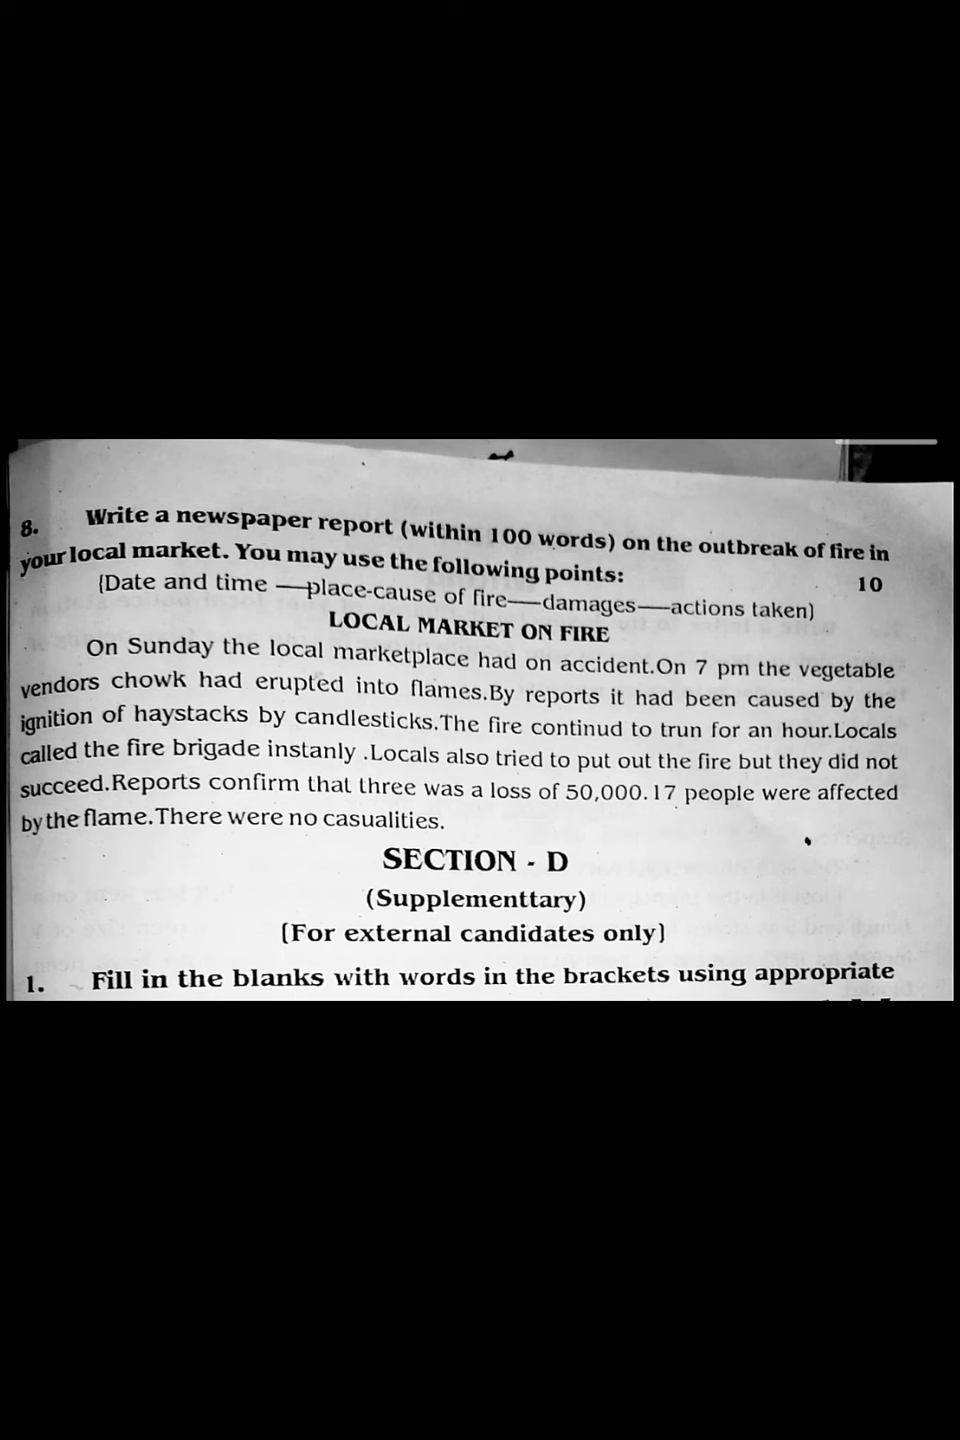 8. Write a newspaper report (within 100 words) on the outbreak of fire in
your local market. You may use the following points: 10
(Date and time —place-cause of fire—damages—actions taken)
LOCAL MARKET ON FIRE
On Sunday the local marketplace had on accident.On 7 pm the vegetable
vendors chowk had erupted into flames.By reports it had been caused by the
ignition of haystacks by candlesticks.The fire continud to trun for an hour.Locals
called the fire brigade instanly .Locals also tried to put out the fire but they did not
succeed.Reports confirm that three was a loss of 50,000.17 people were affected
by the flame.There were no casualities.
SECTION - D
(Supplementtary)
(For external candidates only)
1. Fill in the blanks with words in the brackets using appropriate